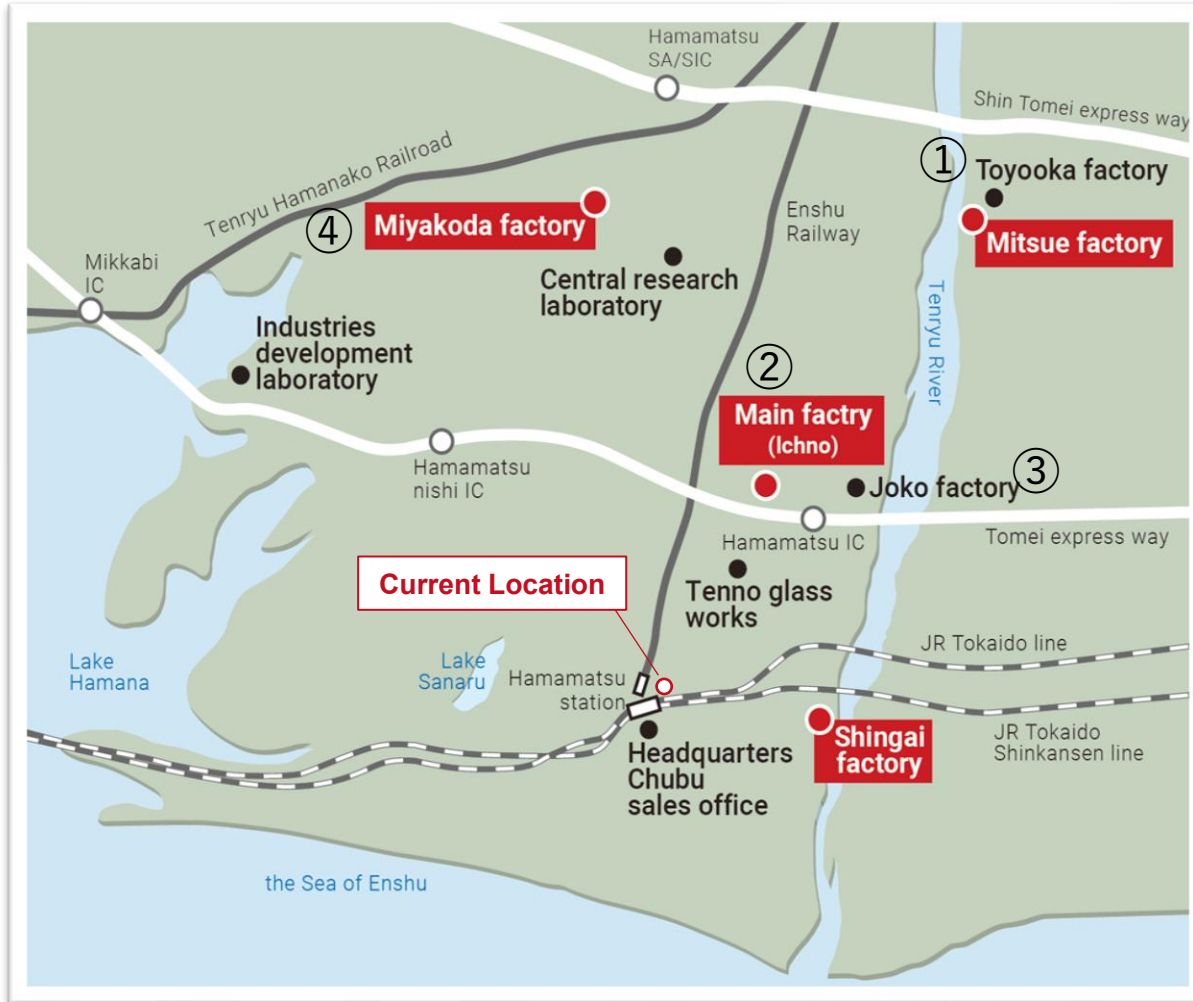 Hamamatsu
SA/SIC
Shin Tomei express way
①
Toyooka factory
Mitsue factory
Tenryu Hamanako Railroad
④
Miyakoda factory
Enshu
Railway
Central research
laboratory
Mikkabi
IC
Industries
development
laboratory
Tenryu River
②
Main factry
(Ichno)
Hamamatsu
nishi IC
Joko factory
③
Hamamatsu IC
Tomei express way
Tenno glass
works
Current Location
JR Tokaido line
Lake
Hamana
Lake
Sanaru
Hamamatsu
station
Shingai
factory
JR Tokaido
Shinkansen line
Headquarters
Chubu
sales office
the Sea of Enshu